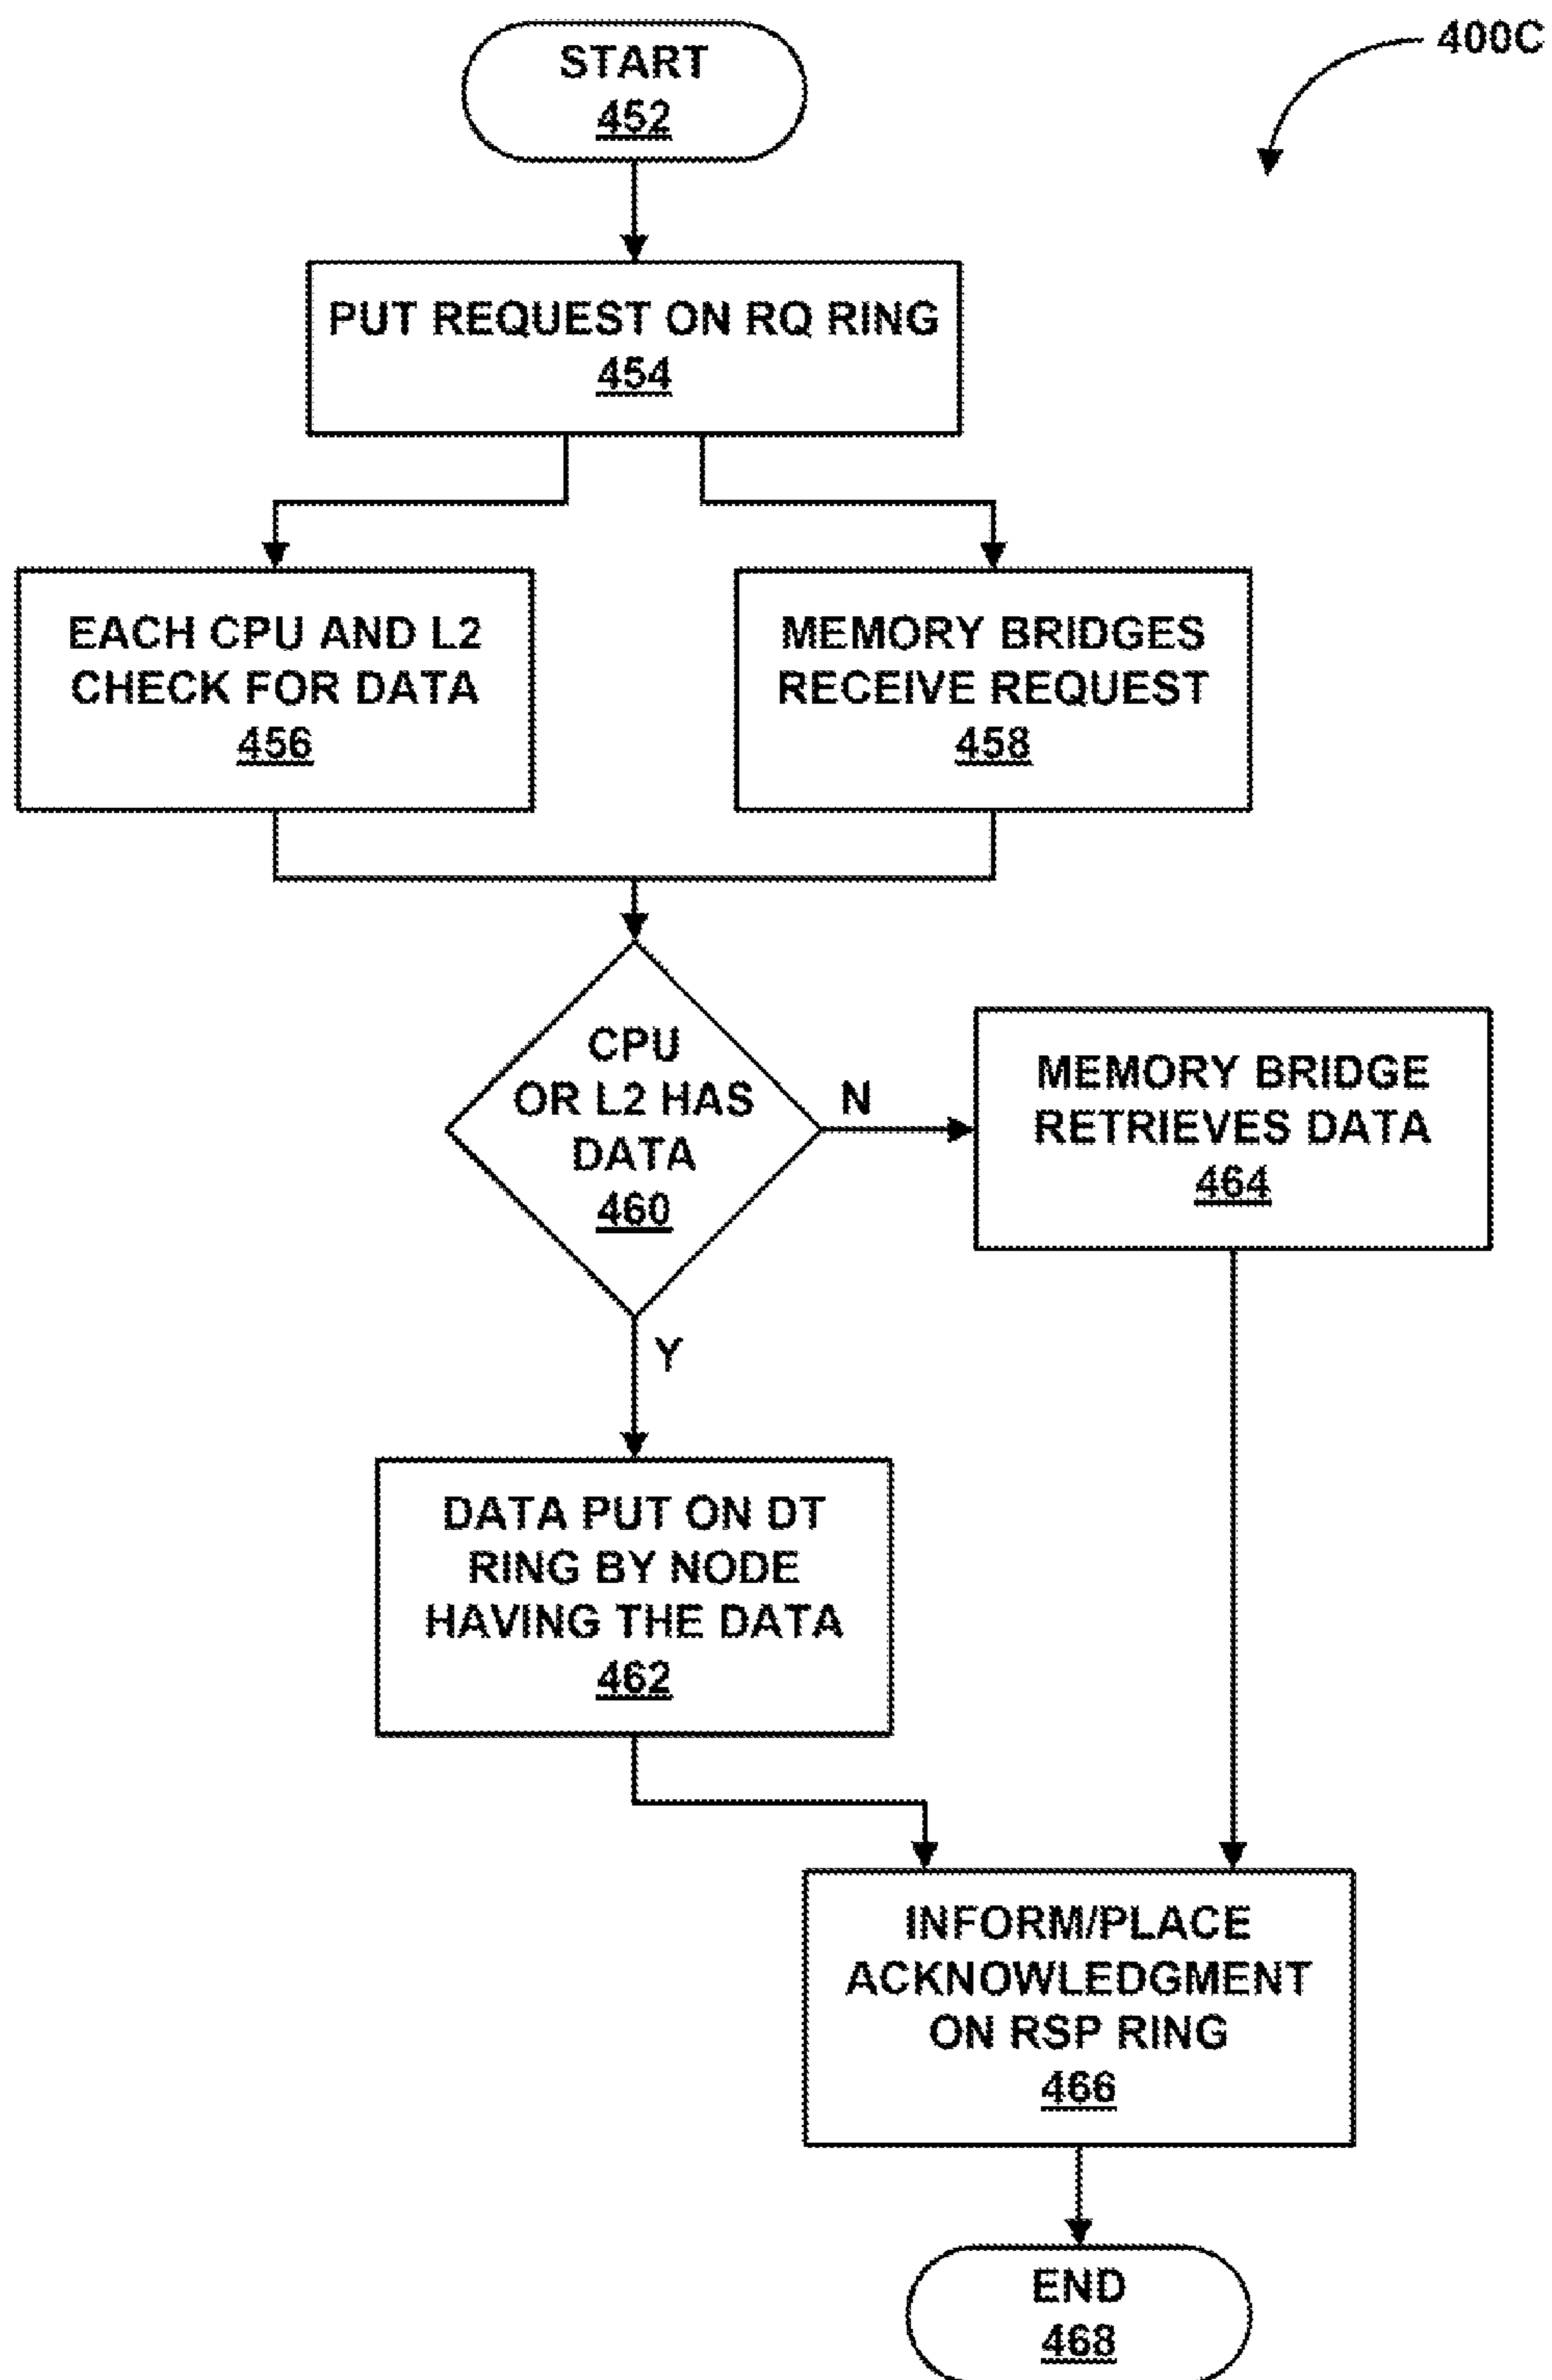 400C
START
452
PUT REQUEST ON RQ RING
454
EACH CPU AND L2
CHECK FOR DATA
456
MEMORY BRIDGES
RECEIVE REQUEST
458
CPU
OR L2 HAS
DATA
460
N
MEMORY BRIDGE
RETRIEVES DATA
464
Y
DATA PUT ON DT
RING BY NODE
HAVING THE DATA
462
INFORM/PLACE
ACKNOWLEDGMENT
ON RSP RING
466
END
468